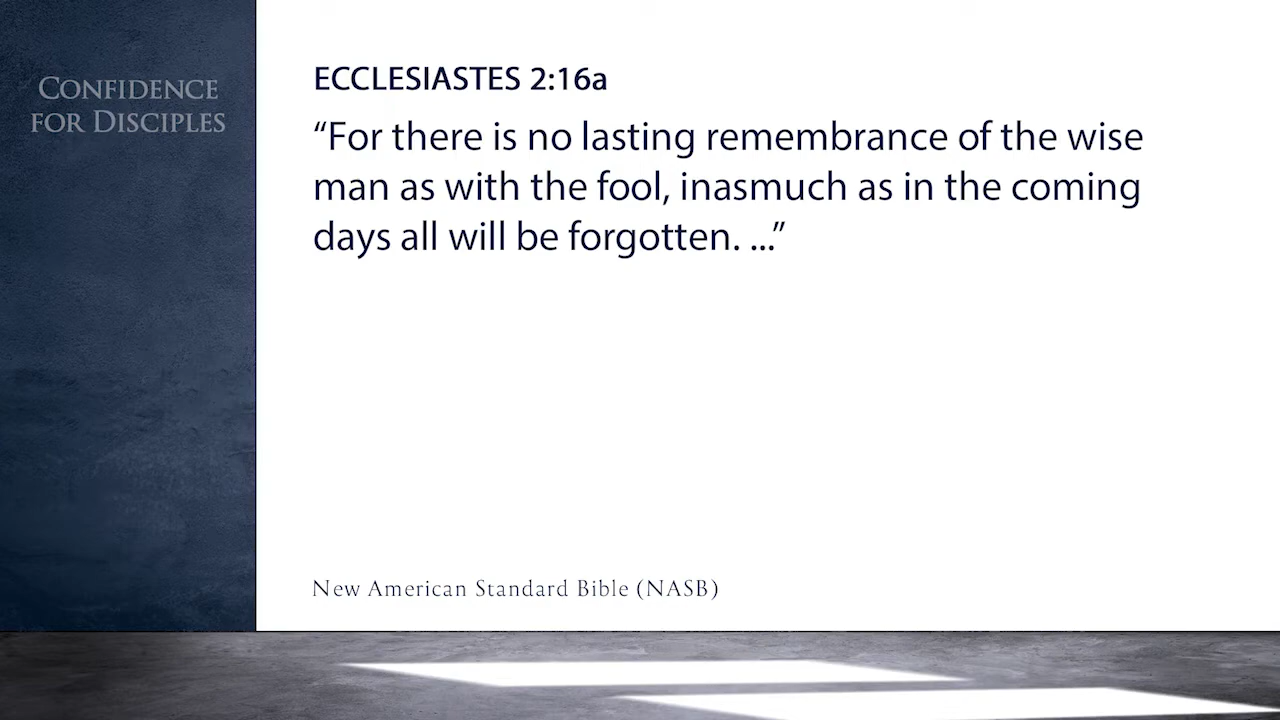 CONFIDENCE
FOR DISCIPLES
ECCLESIASTES 2:16a
“For there is no lasting remembrance of the wise
man as with the fool, inasmuch as in the coming
days all will be forgotten. ...”
New American Standard Bible (NASB)